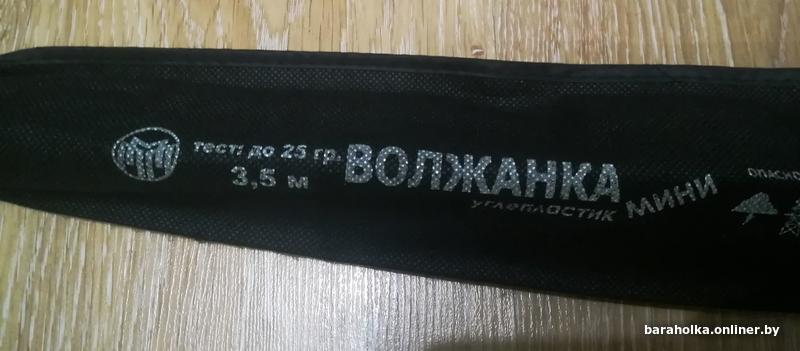 тест: до 25 гр.
3,5 м
ВОЛЖАНКА
углепластик
МИНИ
baraholka.onliner.by